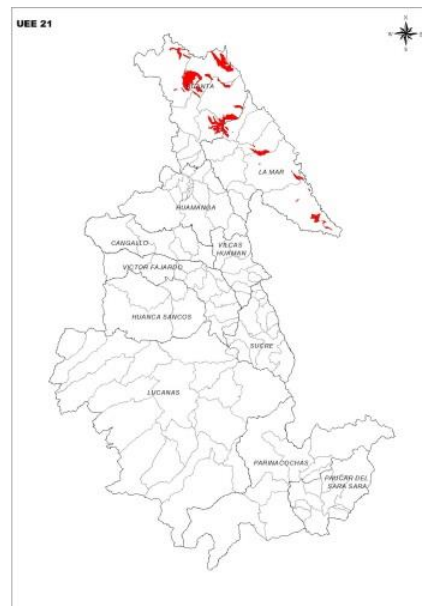 UEE 21
HUANTA
LA MAR
HUAMANGA
CANGALLO
VILCAS
HUAMAN
VICTOR FAJARDO
HUANCA SANCOS
SUCRE
LUCANAS
PARINACOCHAS
PAUCAR DEL
SARA SARA